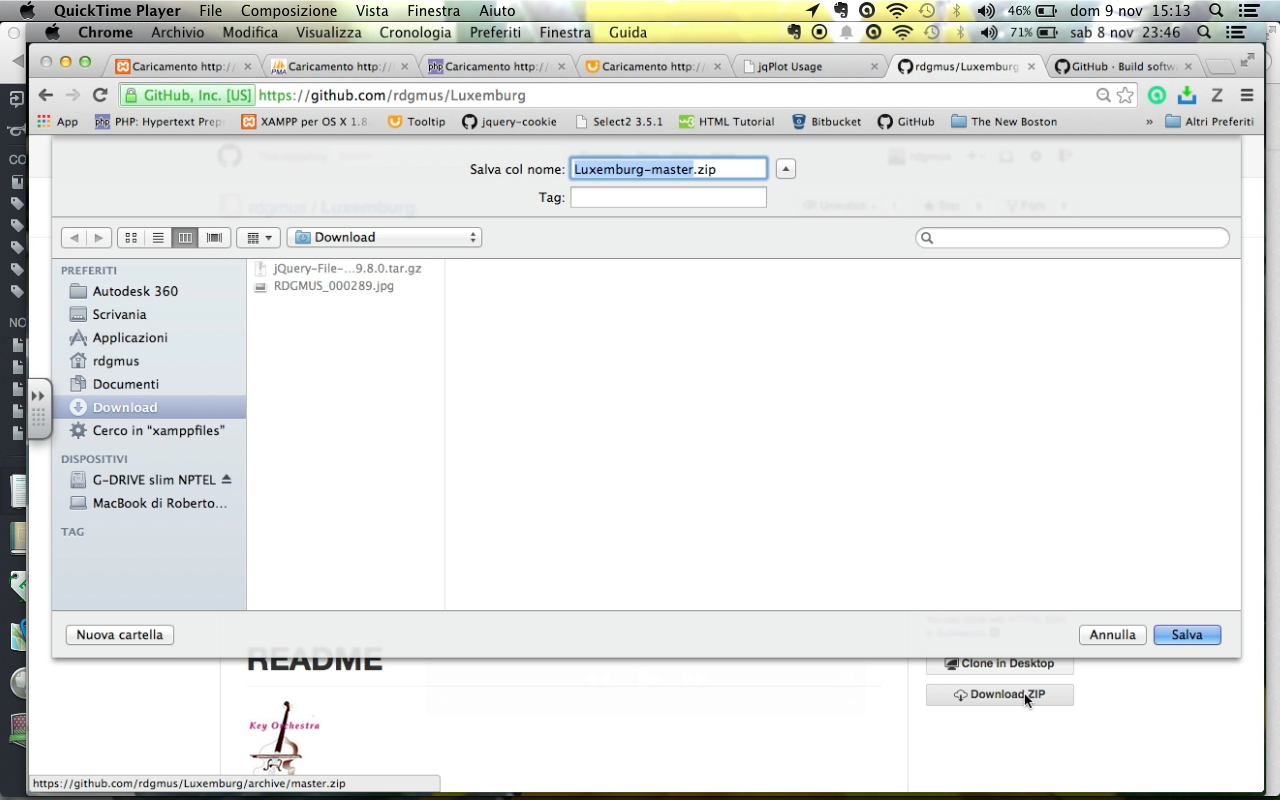 QuickTime Player File Composizione Vista Finestra Aiuto 46% dom 9 nov 15:13
Chrome Archivio Modifica Visualizza Cronologia Preferiti Finestra Guida 71% sab 8 nov 23:46
Caricamento http:/ Caricamento http:/ Caricamento http:/ Caricamento http:/ jqPlot Usage rdgmus/Luxemburg GitHub · Build softw
GitHub, Inc. [US] https://github.com/rdgmus/Luxemburg
App PHP: Hypertext Prep XAMPP per OS X 1.8 Tooltip jquery-cookie Select2 3.5.1 HTML Tutorial Bitbucket GitHub The New Boston » Altri Preferiti
Salva col nome: Luxemburg-master.zip
Tag:
rdgmus / Luxemburg
Download
PREFERITI
Autodesk 360
Scrivania
Applicazioni
rdgmus
Documenti
Download
Cerco in "xamppfiles"
DISPOSITIVI
G-DRIVE slim NPTEL
MacBook di Roberto...
TAG
jQuery-File-...9.8.0.tar.gz
RDGMUS_000289.jpg
CO
NO
Nuova cartella Annulla Salva
README
Clone in Desktop
Download ZIP
Key Orchestra
https://github.com/rdgmus/Luxemburg/archive/master.zip